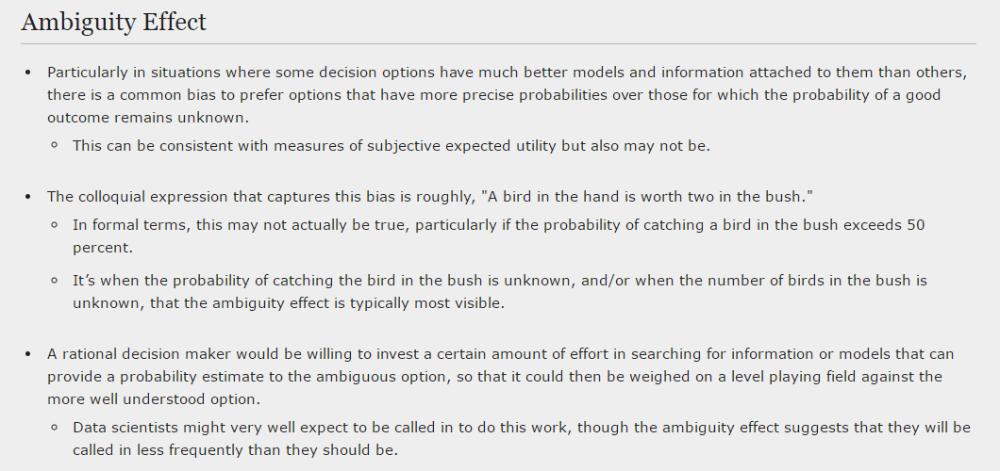 Ambiguity Effect
• Particularly in situations where some decision options have much better models and information attached to them than others,
there is a common bias to prefer options that have more precise probabilities over those for which the probability of a good
outcome remains unknown.
◦ This can be consistent with measures of subjective expected utility but also may not be.
• The colloquial expression that captures this bias is roughly, "A bird in the hand is worth two in the bush."
◦ In formal terms, this may not actually be true, particularly if the probability of catching a bird in the bush exceeds 50
percent.
◦ It’s when the probability of catching the bird in the bush is unknown, and/or when the number of birds in the bush is
unknown, that the ambiguity effect is typically most visible.
• A rational decision maker would be willing to invest a certain amount of effort in searching for information or models that can
provide a probability estimate to the ambiguous option, so that it could then be weighed on a level playing field against the
more well understood option.
◦ Data scientists might very well expect to be called in to do this work, though the ambiguity effect suggests that they will be
called in less frequently than they should be.